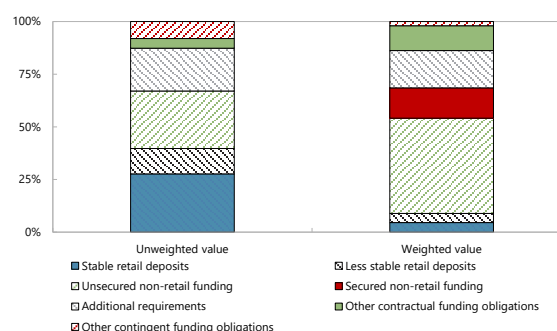 100%
75%
50%
25%
0%
Unweighted value Weighted value
Stable retail deposits Less stable retail deposits
Unsecured non-retail funding Secured non-retail funding
Additional requirements Other contractual funding obligations
Other contingent funding obligations